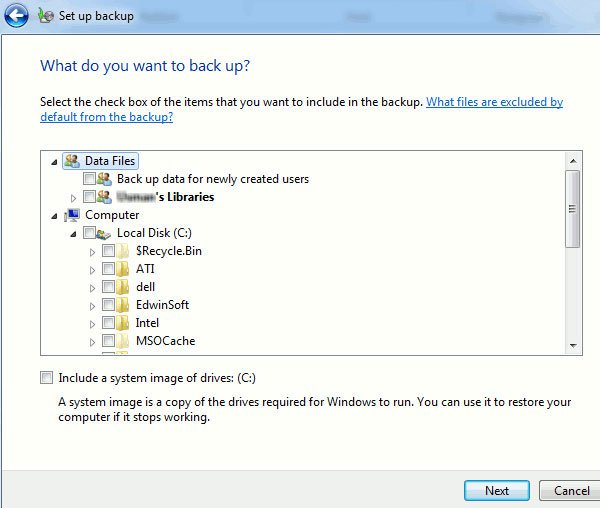 Set up backup
What do you want to back up?
Select the check box of the items that you want to include in the backup. What files are excluded by
default from the backup?
Data Files
Back up data for newly created users
's Libraries
Computer
Local Disk (C:)
$Recycle.Bin
ATI
dell
EdwinSoft
Intel
MSOCache
Include a system image of drives: (C:)
A system image is a copy of the drives required for Windows to run. You can use it to restore your
computer if it stops working.
Next
Cancel